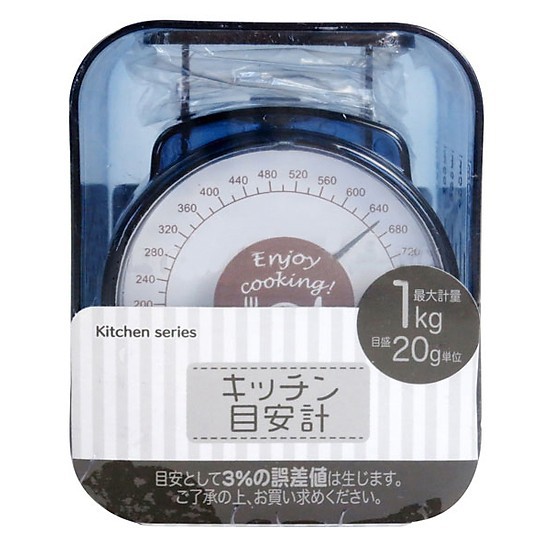 200
240
280
320
360
400
440
480
520
560
600
640
680
720
Enjoy
cooking!
最大計量
1kg
目盛20g単位
Kitchen series
キッチン
目安計
目安として3%の誤差値は生じます。
ご了承の上、お買い求めください。